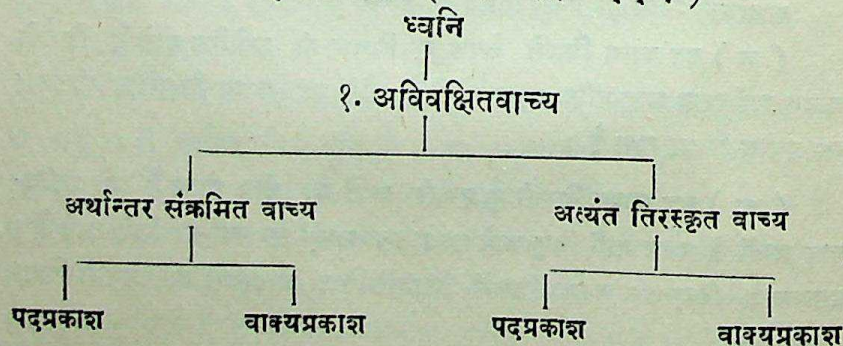 ध्वनि
१. अविवक्षितवाच्य
अर्थान्तर संक्रमित वाच्य अत्यंत तिरस्कृत वाच्य
पदप्रकाश वाक्यप्रकाश पदप्रकाश वाक्यप्रकाश